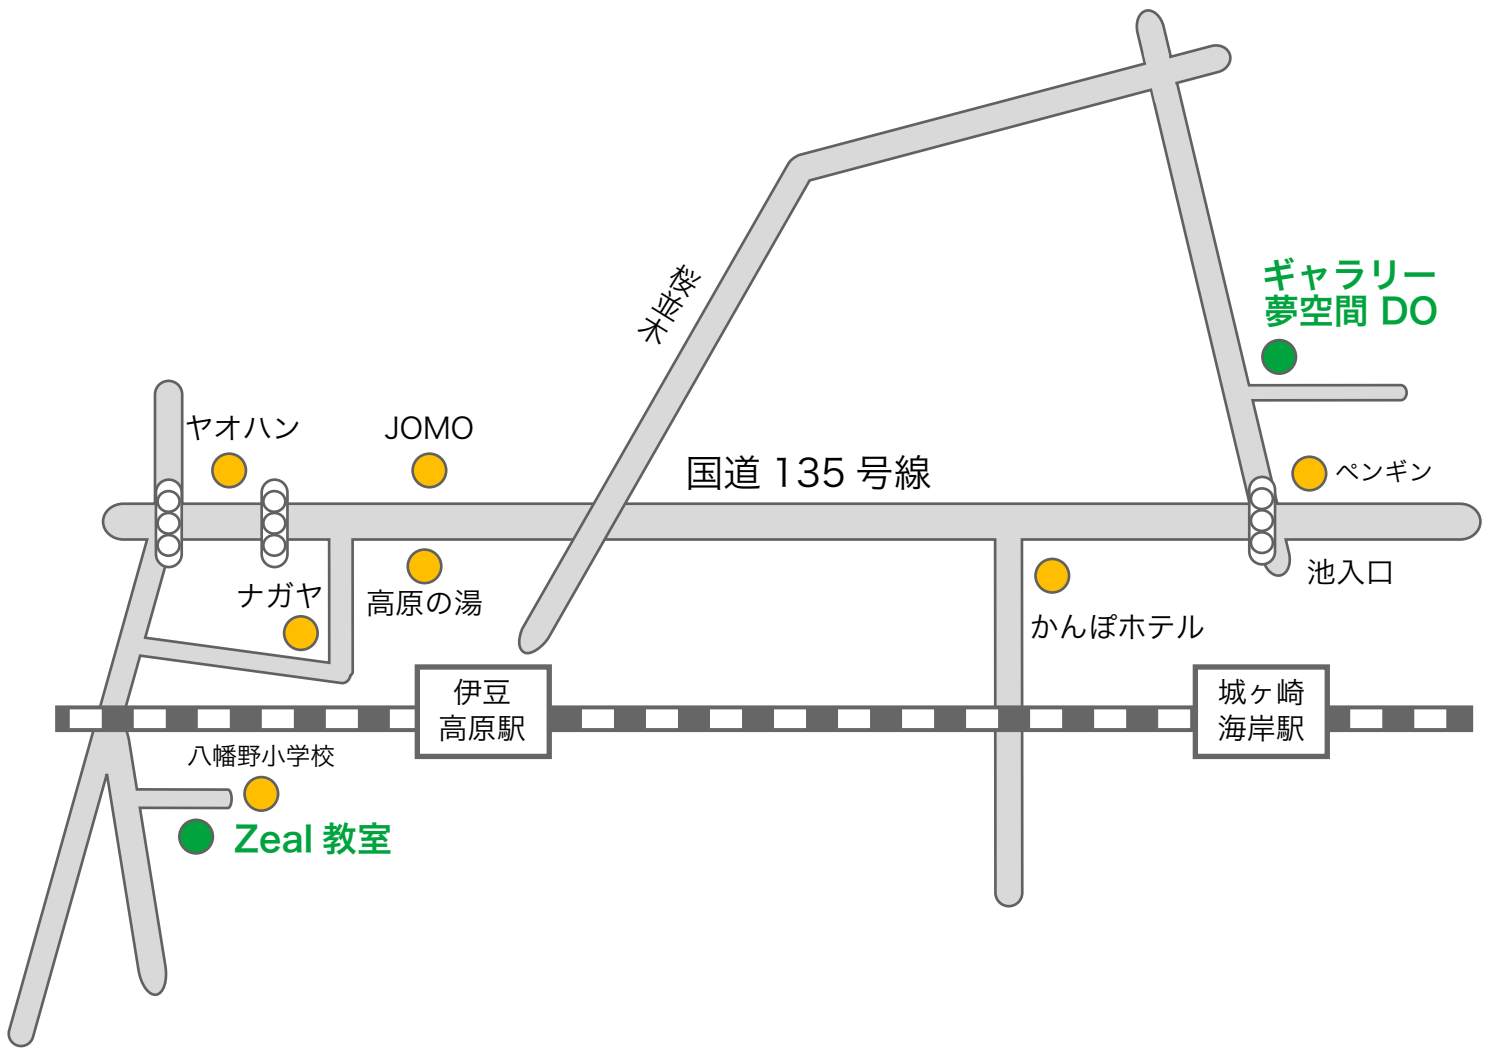 ギャラリー
夢空間 DO
桜並木
ヤオハン
JOMO
国道 135 号線
ペンギン
池入口
ナガヤ
高原の湯
かんぽホテル
伊豆
高原駅
城ヶ崎
海岸駅
八幡野小学校
Zeal 教室